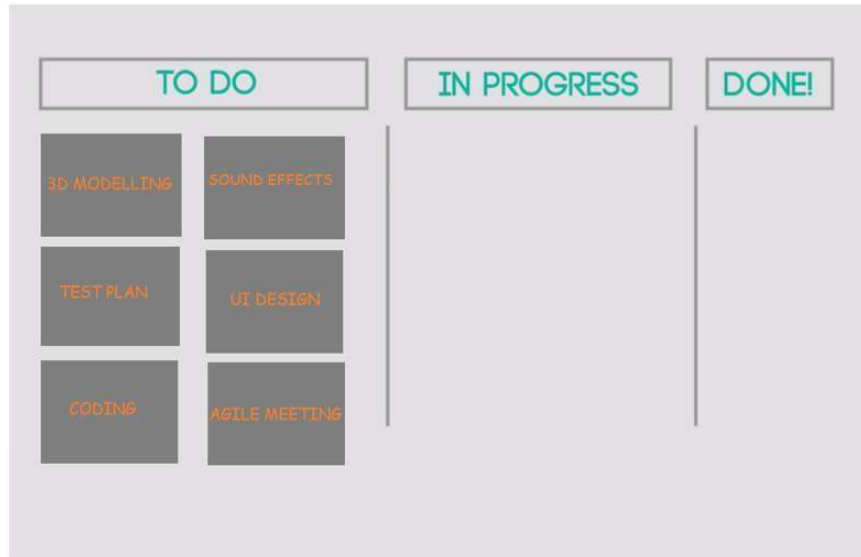 TO DO
IN PROGRESS
DONE!
3D MODELLING
SOUND EFFECTS
TEST PLAN
UI DESIGN
CODING
AGILE MEETING